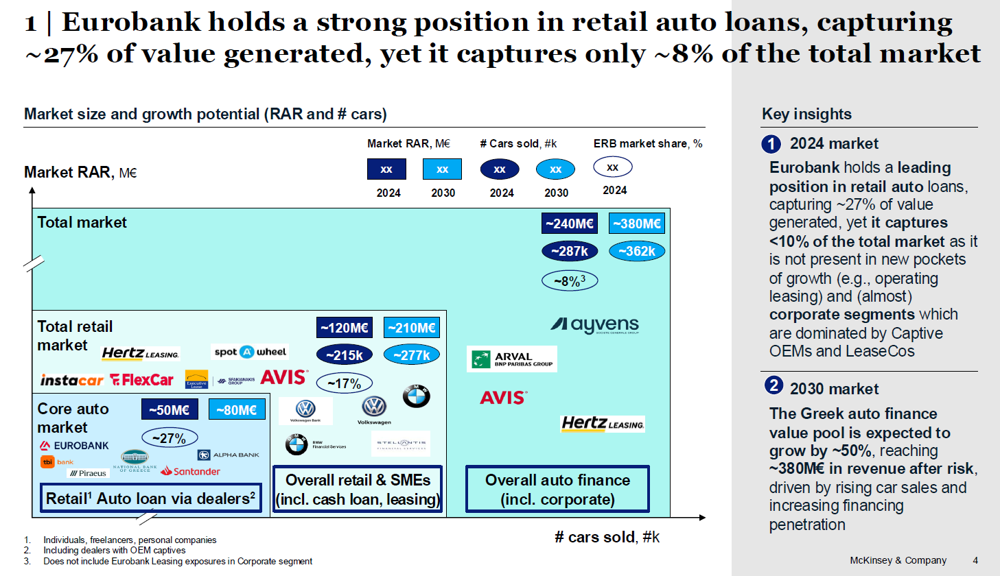 1 | Eurobank holds a strong position in retail auto loans, capturing
~27% of value generated, yet it captures only ~8% of the total market
Market size and growth potential (RAR and # cars)
Market RAR, M€
# Cars sold, #k
ERB market share, %
xx
xx
xx
xx
xx
2024
2030
2024
2030
2024
Market RAR, M€
Total market
~240M€
~380M€
~287k
~362k
~8%³
ayvens
SOCIETE GENERALE GROUP
ARVAL
BNP PARIBAS GROUP
AVIS
Hertz LEASING.
Total retail
market
~120M€
~210M€
~215k
~277k
~17%
Hertz LEASING.
spot A wheel
instacar
FlexCar
Executive
Lease
SFAKIANAKIS
GROUP
AVIS
BMW
Volkswagen Bank
Volkswagen
BMW
BMW
Financial Services
STELLANTIS
FINANCIAL SERVICES
Core auto
market
~50M€
~80M€
~27%
EUROBANK
tbi bank
NATIONAL BANK
OF GREECE
ALPHA BANK
Piraeus
Santander
Retail¹ Auto loan via dealers²
Overall retail & SMEs
(incl. cash loan, leasing)
Overall auto finance
(incl. corporate)
# cars sold, #k
1. Individuals, freelancers, personal companies
2. Including dealers with OEM captives
3. Does not include Eurobank Leasing exposures in Corporate segment
Key insights
1 2024 market
Eurobank holds a leading
position in retail auto loans,
capturing ~27% of value
generated, yet it captures
<10% of the total market as it
is not present in new pockets
of growth (e.g., operating
leasing) and (almost)
corporate segments which
are dominated by Captive
OEMs and LeaseCos
2 2030 market
The Greek auto finance
value pool is expected to
grow by ~50%, reaching
~380M€ in revenue after risk,
driven by rising car sales and
increasing financing
penetration
McKinsey & Company 4